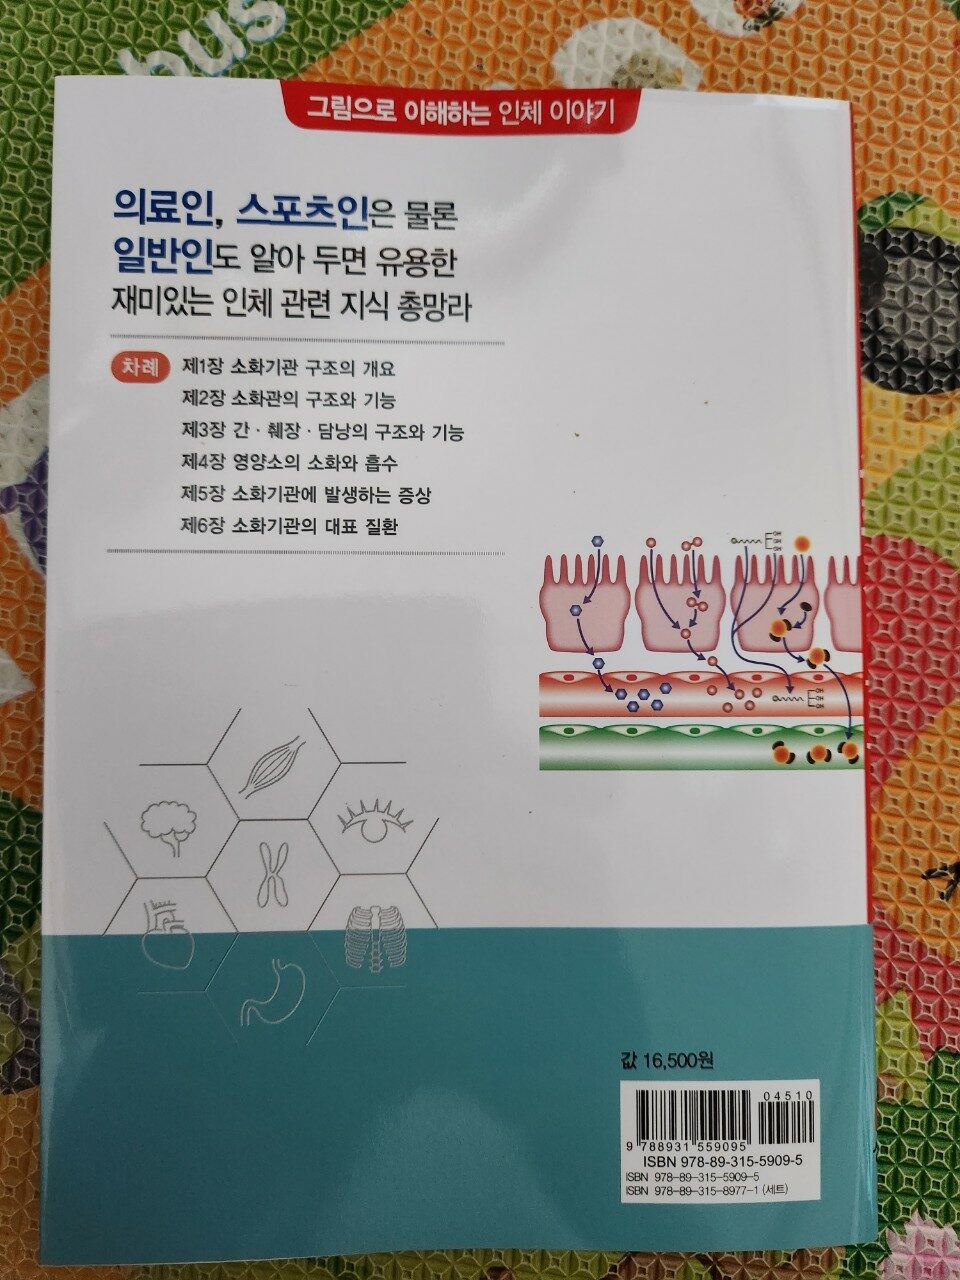 hus
그림으로 이해하는 인체 이야기
의료인, 스포츠인은 물론
일반인도 알아 두면 유용한
재미있는 인체 관련 지식 총망라
차례
제1장 소화기관 구조의 개요
제2장 소화관의 구조와 기능
제3장 간·췌장·담낭의 구조와 기능
제4장 영양소의 소화와 흡수
제5장 소화기관에 발생하는 증상
제6장 소화기관의 대표 질환
OH
OH
OH
OH
OH
OH
값 16,500원
04510
9 788931 559095
ISBN 978-89-315-5909-5
ISBN 978-89-315-5909-5
ISBN 978-89-315-8977-1 (세트)